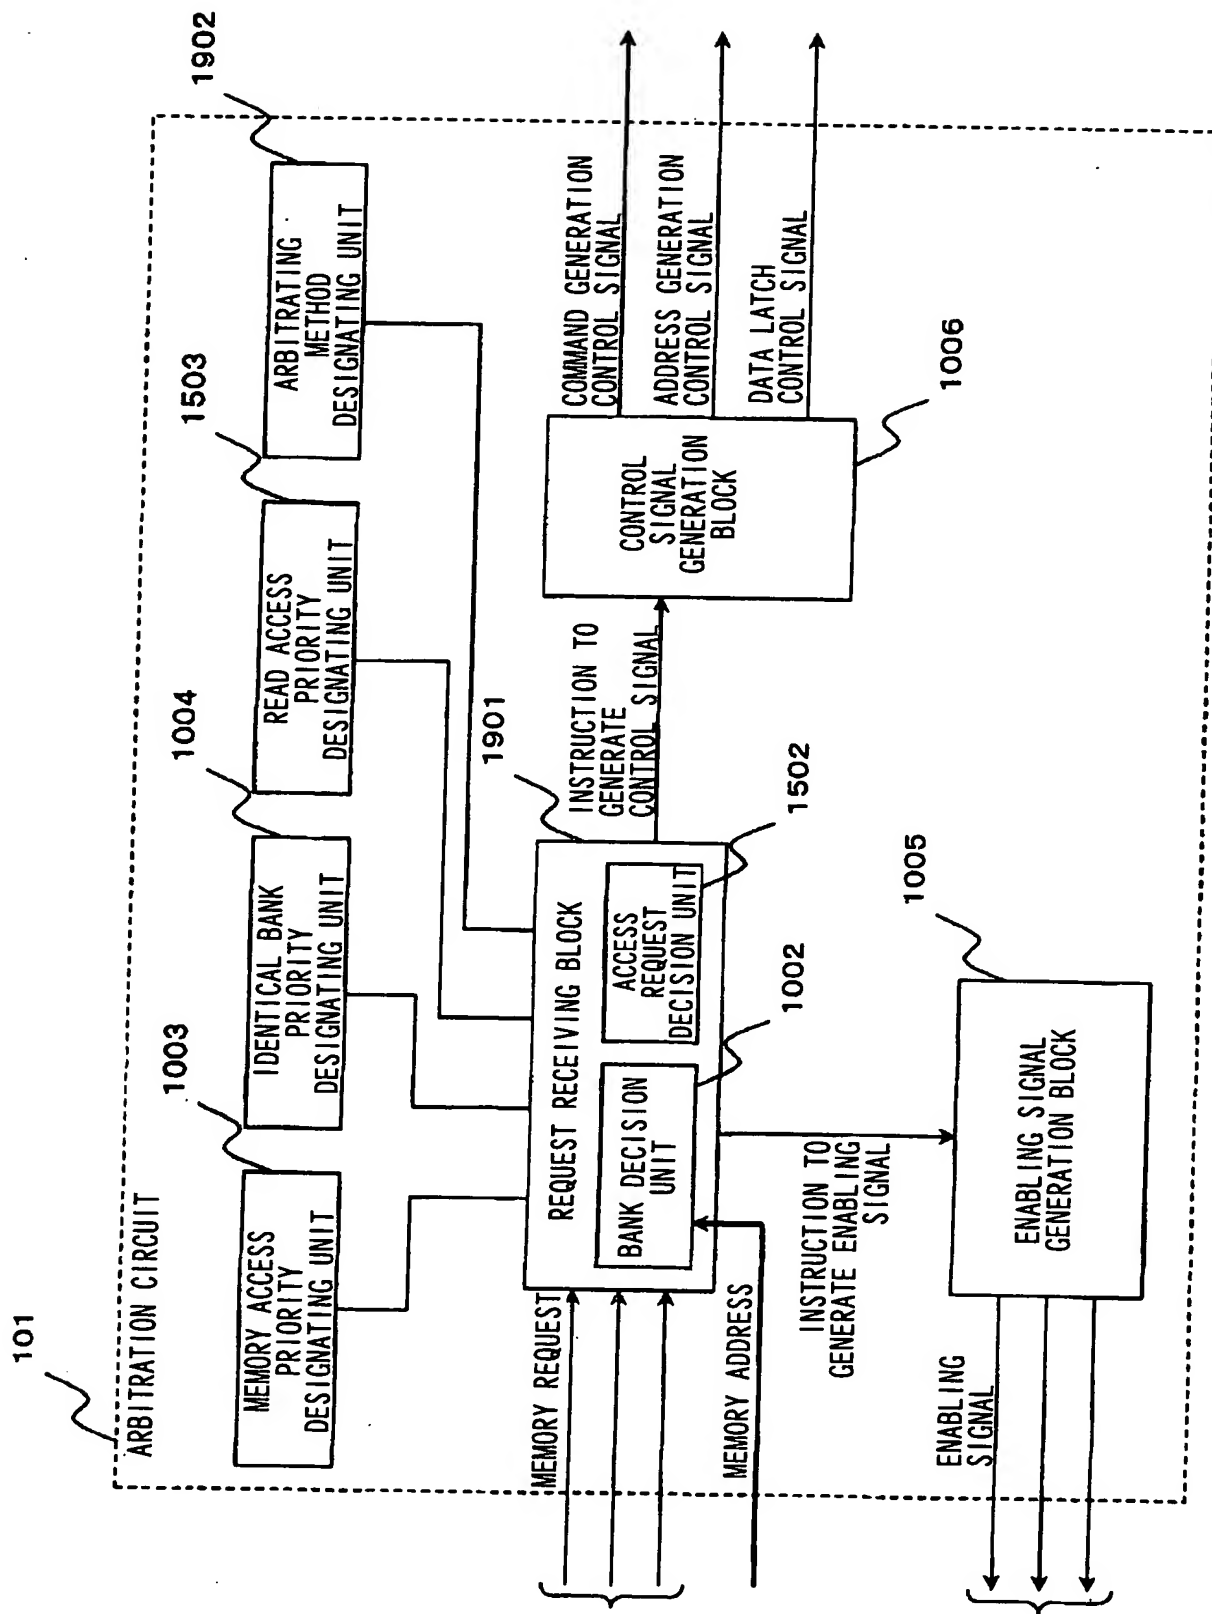 101
ARBITRATION CIRCUIT
1003
MEMORY ACCESS
PRIORITY
DESIGNATING UNIT
1004
IDENTICAL BANK
PRIORITY
DESIGNATING UNIT
1503
READ ACCESS
PRIORITY
DESIGNATING UNIT
1902
ARBITRATING
METHOD
DESIGNATING UNIT
MEMORY REQUEST
1901
REQUEST RECEIVING BLOCK
BANK DECISION
UNIT
1002
ACCESS
REQUEST
DECISION UNIT
1502
MEMORY ADDRESS
INSTRUCTION TO
GENERATE
CONTROL SIGNAL
CONTROL
SIGNAL
GENERATION
BLOCK
1006
COMMAND GENERATION
CONTROL SIGNAL
ADDRESS GENERATION
CONTROL SIGNAL
DATA LATCH
CONTROL SIGNAL
INSTRUCTION TO
GENERATE ENABLING
SIGNAL
ENABLING
SIGNAL
ENABLING SIGNAL
GENERATION BLOCK
1005